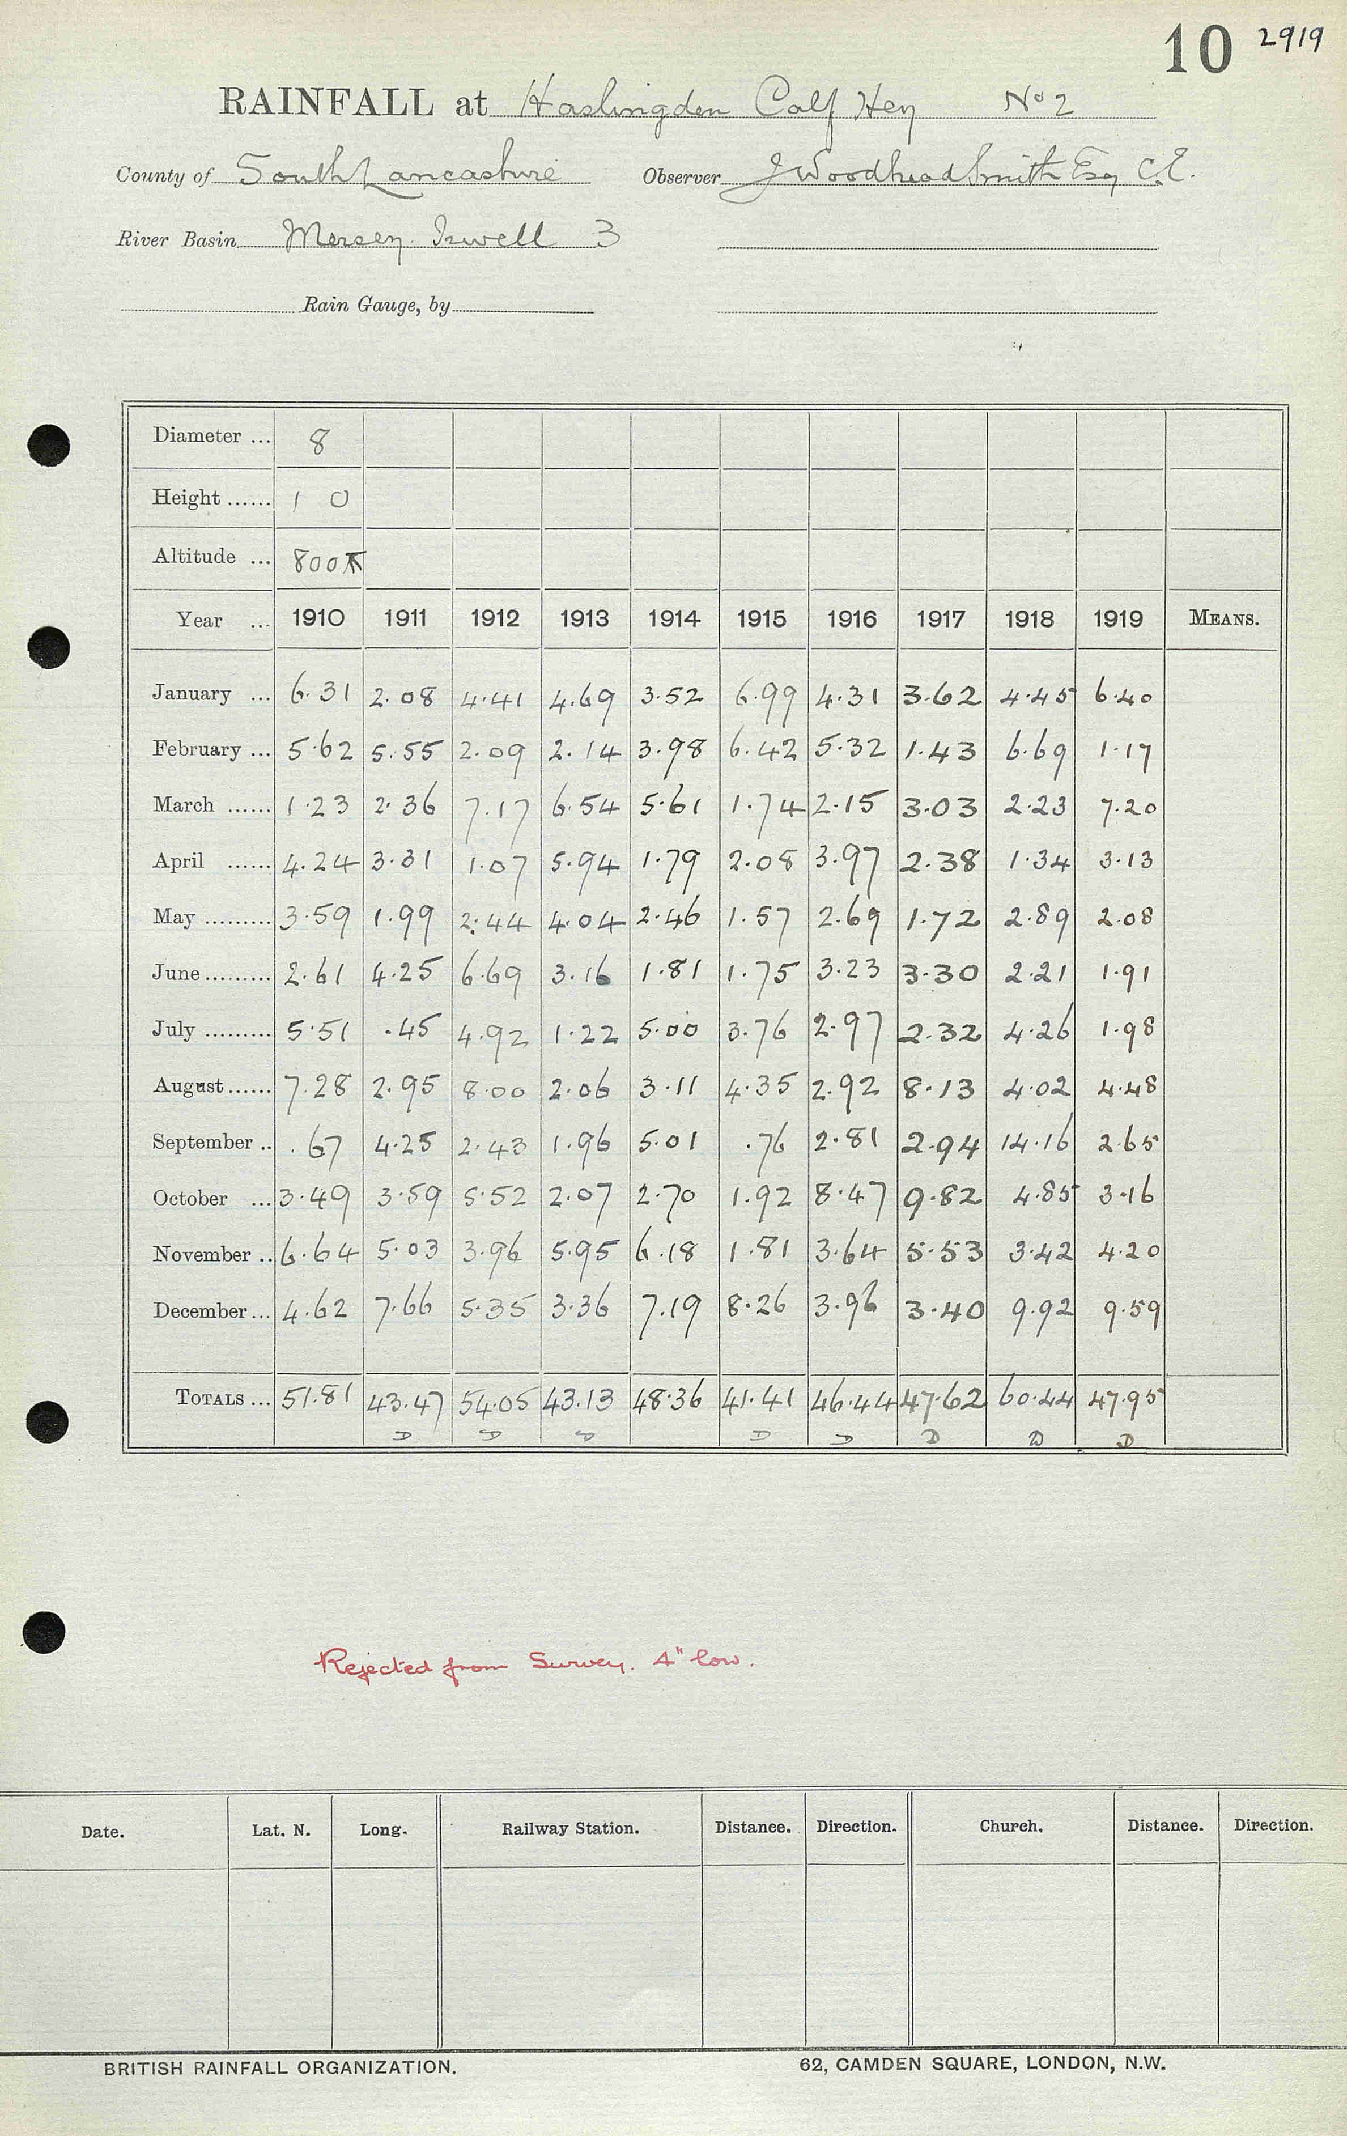 10 2919
RAINFALL at Haslingden Calf Hey No 2
County of South Lancashire Observer J Woodhead Smith Esq C.E.
River Basin Mersey. Irwell 3
Rain Gauge, by
Diameter ... 8
Height ...... 1 0
Altitude ... 800
Year ... 1910 1911 1912 1913 1914 1915 1916 1917 1918 1919 MEANS.
January ... 6.31 2.08 4.41 4.69 3.52 6.99 4.31 3.62 4.45 6.40
February ... 5.62 5.55 2.09 2.14 3.98 6.42 5.32 1.43 6.69 1.17
March ...... 1.23 2.36 7.17 6.54 5.61 1.74 2.15 3.03 2.23 7.20
April ...... 4.24 3.31 1.07 5.94 1.79 2.08 3.97 2.38 1.34 3.13
May ......... 3.59 1.99 2.44 4.04 2.46 1.57 2.69 1.72 2.89 2.08
June ......... 2.61 4.25 6.69 3.16 1.81 1.75 3.23 3.30 2.21 1.91
July ......... 5.51 .45 4.92 1.22 5.00 3.76 2.97 2.32 4.26 1.98
August ...... 7.28 2.95 8.00 2.06 3.11 4.35 2.92 8.13 4.02 4.48
September .. .67 4.25 2.43 1.96 5.01 .76 2.81 2.94 14.16 2.65
October ... 3.49 3.59 5.52 2.07 2.70 1.92 8.47 9.82 4.85 3.16
November .. 6.64 5.03 3.96 5.95 6.18 1.81 3.64 5.53 3.42 4.20
December ... 4.62 7.66 5.35 3.36 7.19 8.26 3.96 3.40 9.92 9.59
TOTALS ... 51.81 43.47 54.05 43.13 48.36 41.41 46.44 47.62 60.44 47.95
D D D D D D D D
Rejected from Survey. 4" low.
Date. Lat. N. Long. Railway Station. Distance. Direction. Church. Distance. Direction.
BRITISH RAINFALL ORGANIZATION. 62, CAMDEN SQUARE, LONDON, N.W.